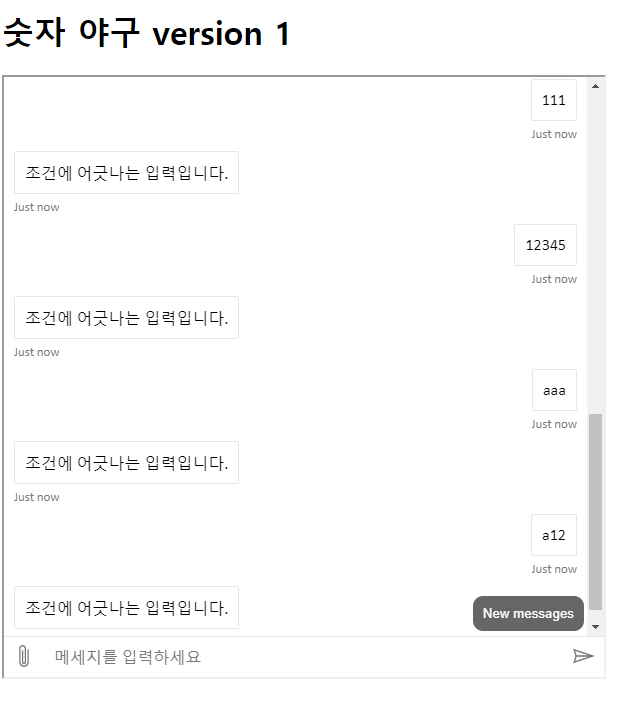 숫자 야구 version 1
111
Just now
조건에 어긋나는 입력입니다.
Just now
12345
Just now
조건에 어긋나는 입력입니다.
Just now
aaa
Just now
조건에 어긋나는 입력입니다.
Just now
a12
Just now
조건에 어긋나는 입력입니다.
New messages
메세지를 입력하세요